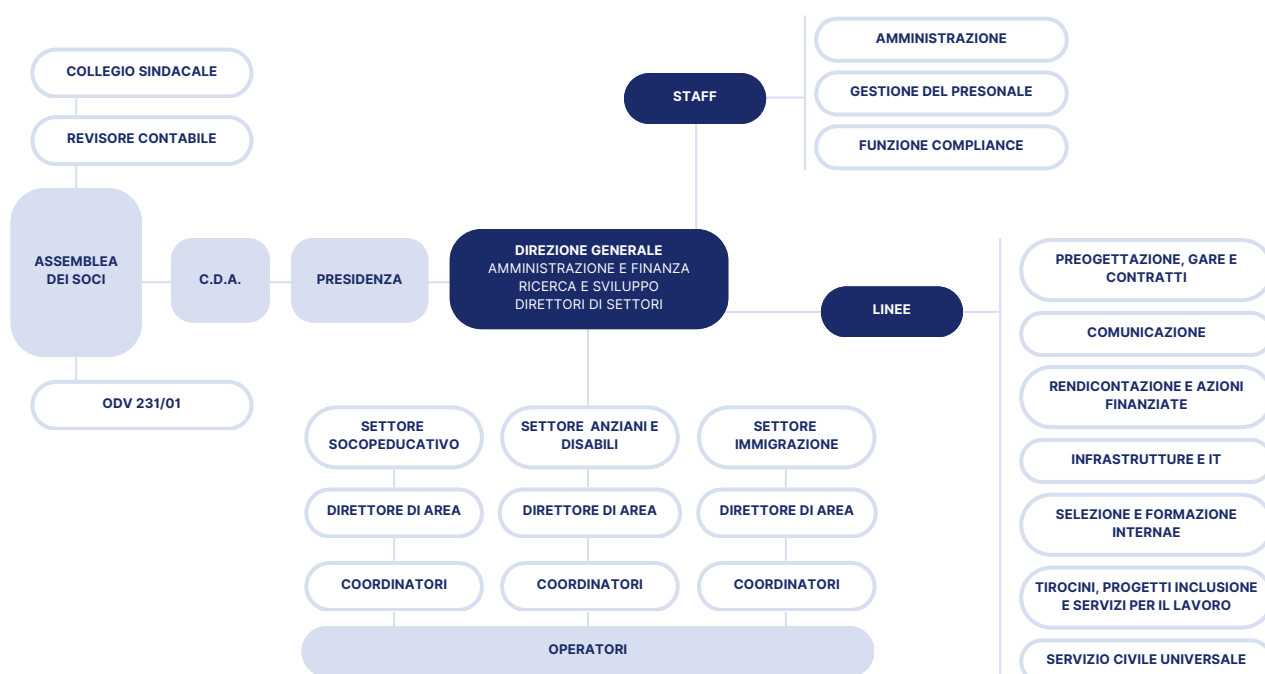 COLLEGIO SINDACALE
REVISORE CONTABILE
ASSEMBLEA
DEI SOCI
C.D.A.
PRESIDENZA
ODV 231/01
DIREZIONE GENERALE
AMMINISTRAZIONE E FINANZA
RICERCA E SVILUPPO
DIRETTORI DI SETTORI
STAFF
AMMINISTRAZIONE
GESTIONE DEL PRESONALE
FUNZIONE COMPLIANCE
LINEE
PREOGETTAZIONE, GARE E
CONTRATTI
COMUNICAZIONE
RENDICONTAZIONE E AZIONI
FINANZIATE
INFRASTRUTTURE E IT
SELEZIONE E FORMAZIONE
INTERNAE
TIROCINI, PROGETTI INCLUSIONE
E SERVIZI PER IL LAVORO
SERVIZIO CIVILE UNIVERSALE
SETTORE
SOCOPEDUCATIVO
DIRETTORE DI AREA
COORDINATORI
SETTORE  ANZIANI E
DISABILI
DIRETTORE DI AREA
COORDINATORI
SETTORE
IMMIGRAZIONE
DIRETTORE DI AREA
COORDINATORI
OPERATORI